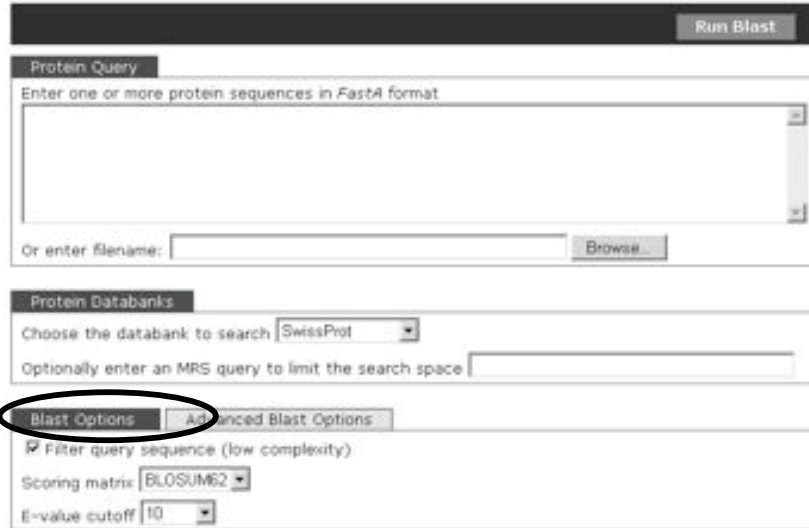 Run Blast
Protein Query
Enter one or more protein sequences in FastA format
Or enter filename: Browse...
Protein Databanks
Choose the databank to search SwissProt
Optionally enter an MRS query to limit the search space
Blast Options Advanced Blast Options
Filter query sequence (low complexity)
Scoring matrix BLOSUM62
E-value cutoff 10